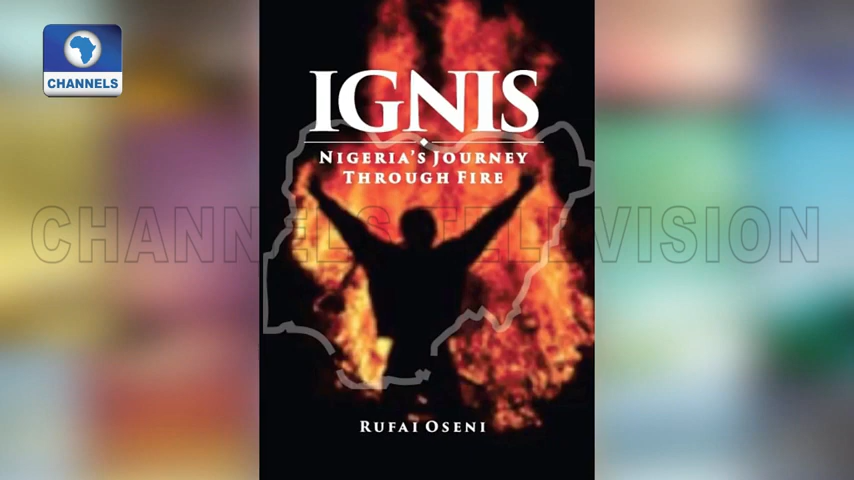 CHANNELS
IGNIS
NIGERIA'S JOURNEY
THROUGH FIRE
CHANNELS TELEVISION
RUFAI OSENI